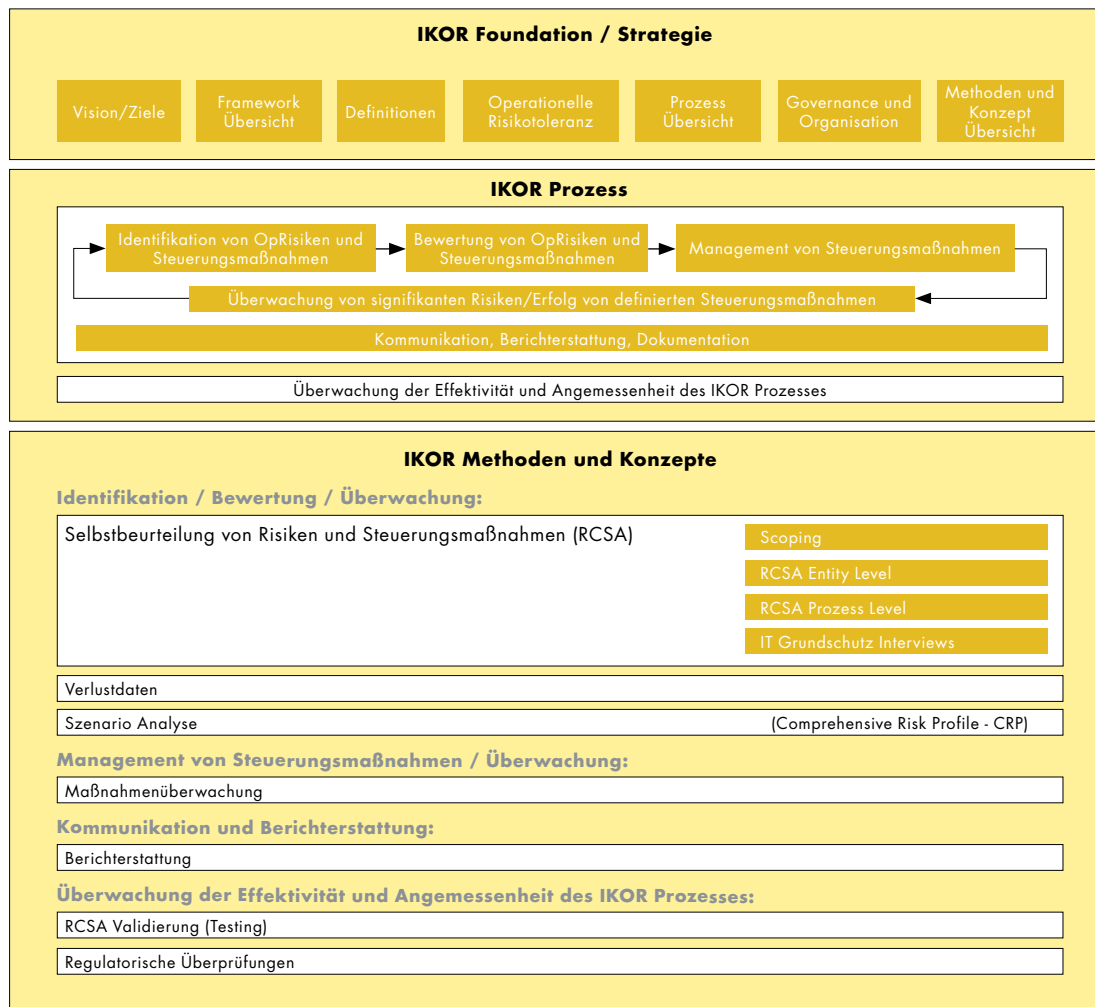 IKOR Foundation / Strategie
Vision/Ziele
Framework
Übersicht
Definitionen
Operationelle
Risikotoleranz
Prozess
Übersicht
Governance und
Organisation
Methoden und
Konzept
Übersicht
IKOR Prozess
Identifikation von OpRisiken und
Steuerungsmaßnahmen
Bewertung von OpRisiken und
Steuerungsmaßnahmen
Management von Steuerungsmaßnahmen
Überwachung von signifikanten Risiken/Erfolg von definierten Steuerungsmaßnahmen
Kommunikation, Berichterstattung, Dokumentation
Überwachung der Effektivität und Angemessenheit des IKOR Prozesses
IKOR Methoden und Konzepte
Identifikation / Bewertung / Überwachung:
Selbstbeurteilung von Risiken und Steuerungsmaßnahmen (RCSA)
Scoping
RCSA Entity Level
RCSA Prozess Level
IT Grundschutz Interviews
Verlustdaten
Szenario Analyse (Comprehensive Risk Profile - CRP)
Management von Steuerungsmaßnahmen / Überwachung:
Maßnahmenüberwachung
Kommunikation und Berichterstattung:
Berichterstattung
Überwachung der Effektivität und Angemessenheit des IKOR Prozesses:
RCSA Validierung (Testing)
Regulatorische Überprüfungen